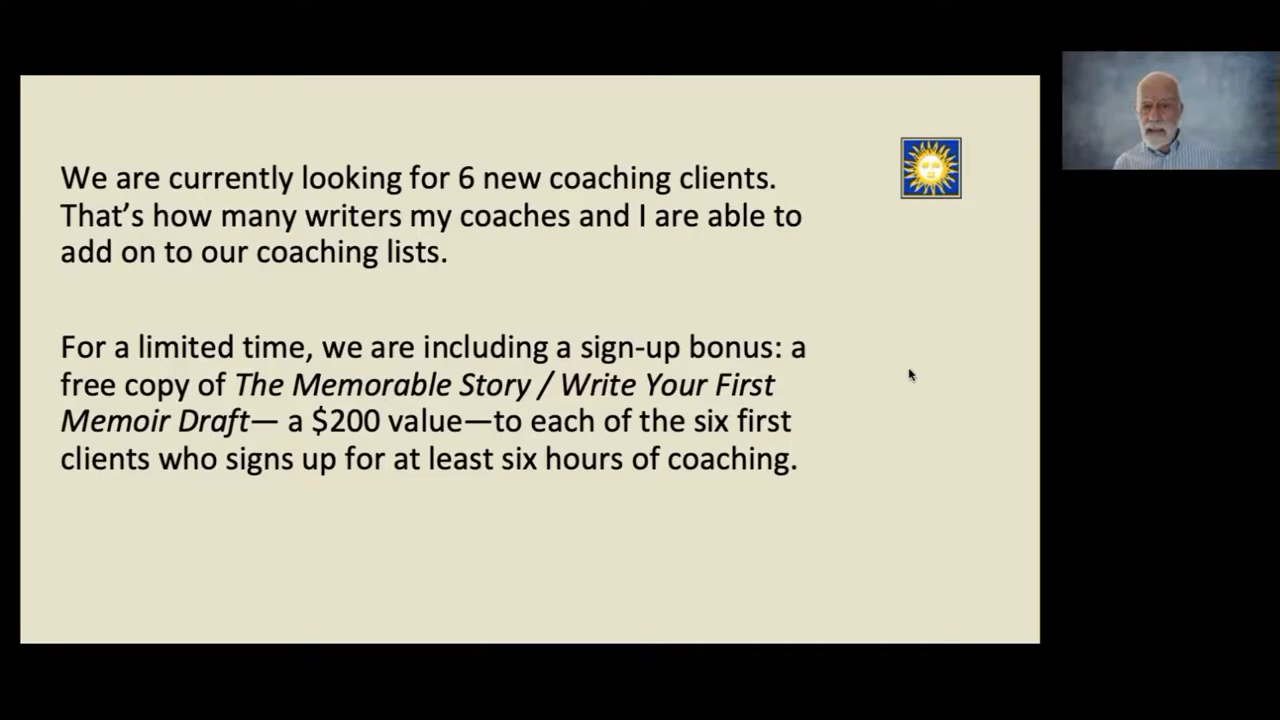 We are currently looking for 6 new coaching clients.
That’s how many writers my coaches and I are able to
add on to our coaching lists.
For a limited time, we are including a sign-up bonus: a
free copy of The Memorable Story / Write Your First
Memoir Draft— a $200 value—to each of the six first
clients who signs up for at least six hours of coaching.